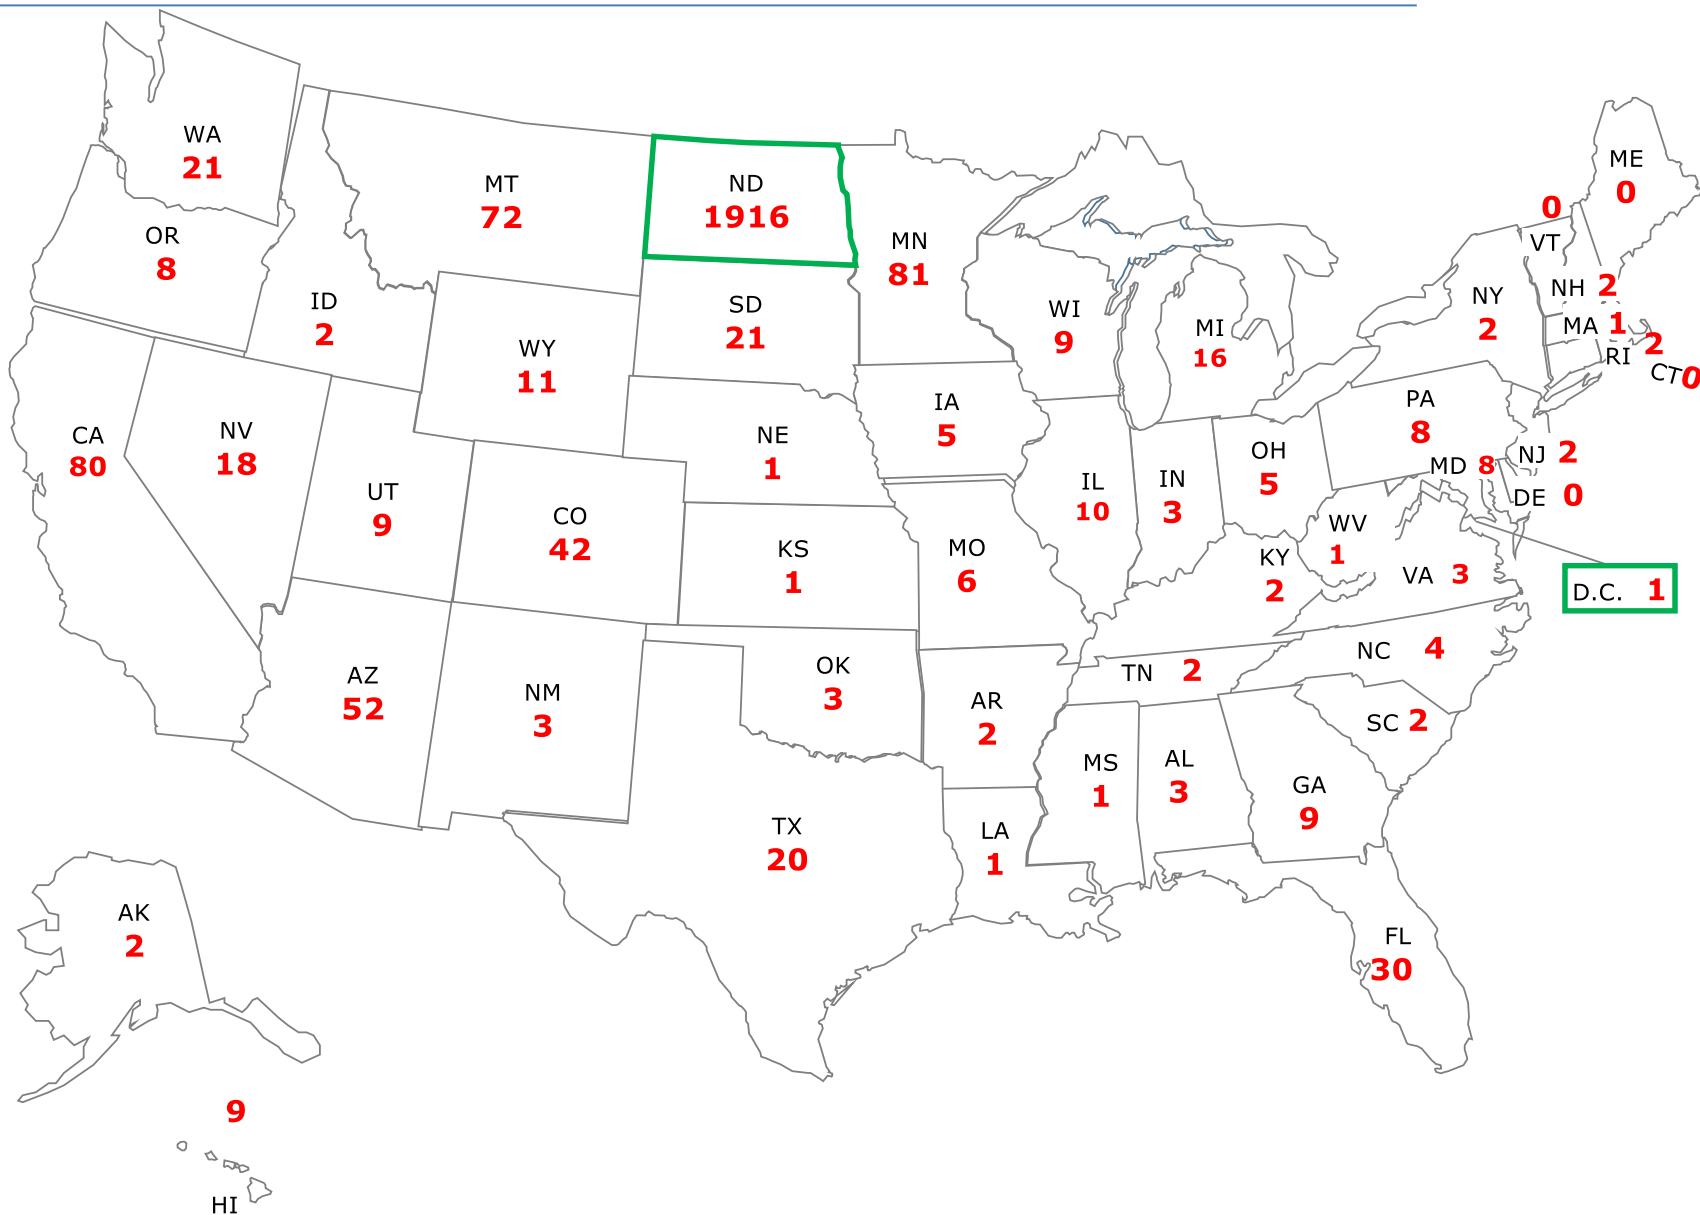 WA
21
OR
8
ID
2
MT
72
ND
1916
MN
81
SD
21
WY
11
WI
9
MI
16
ME
0
0
VT
NH 2
MA 1
2
RI
CT 0
NY
2
PA
8
NJ 2
MD 8
DE 0
D.C. 1
CA
80
NV
18
UT
9
CO
42
NE
1
KS
1
IA
5
MO
6
IL
10
IN
3
OH
5
WV
1
VA 3
KY
2
NC 4
TN 2
SC 2
AZ
52
NM
3
OK
3
AR
2
TX
20
LA
1
MS
1
AL
3
GA
9
FL
30
AK
2
9
HI